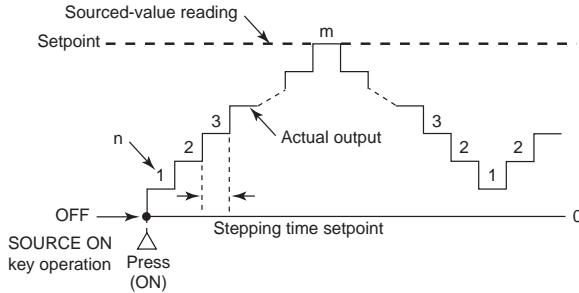 Sourced-value reading
Setpoint
m
3
Actual output
3
n
2
2
2
1
1
OFF
0
Stepping time setpoint
SOURCE ON
key operation
Press
(ON)